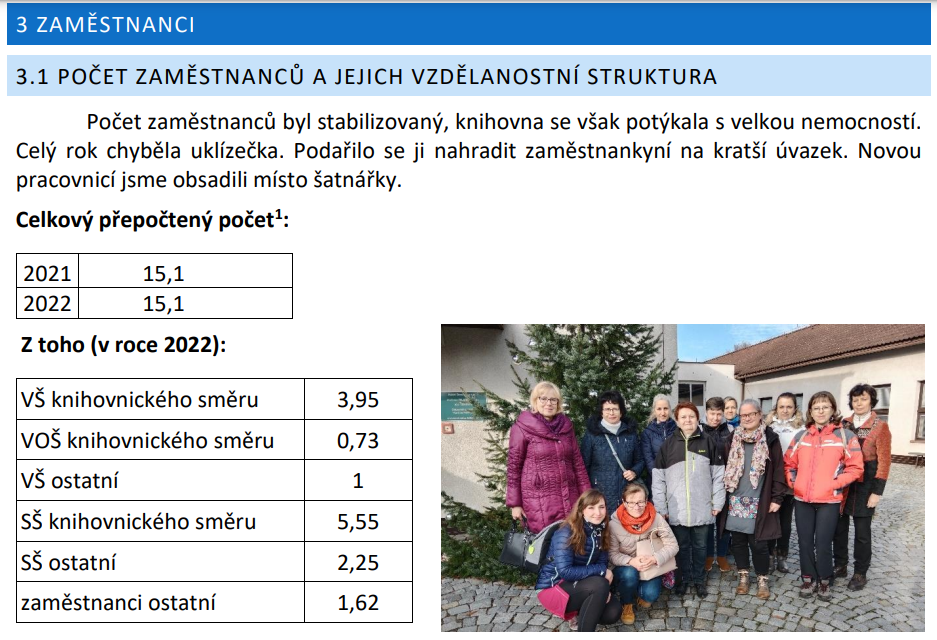 3 ZAMĚSTNANCI
3.1 POČET ZAMĚSTNANCŮ A JEJICH VZDĚLANOSTNÍ STRUKTURA
Počet zaměstnanců byl stabilizovaný, knihovna se však potýkala s velkou nemocností.
Celý rok chyběla uklízečka. Podařilo se ji nahradit zaměstnankyní na kratší úvazek. Novou
pracovnicí jsme obsadili místo šatnářky.
Celkový přepočtený počet¹:
2021 15,1
2022 15,1
Z toho (v roce 2022):
VŠ knihovnického směru 3,95
VOŠ knihovnického směru 0,73
VŠ ostatní 1
SŠ knihovnického směru 5,55
SŠ ostatní 2,25
zaměstnanci ostatní 1,62